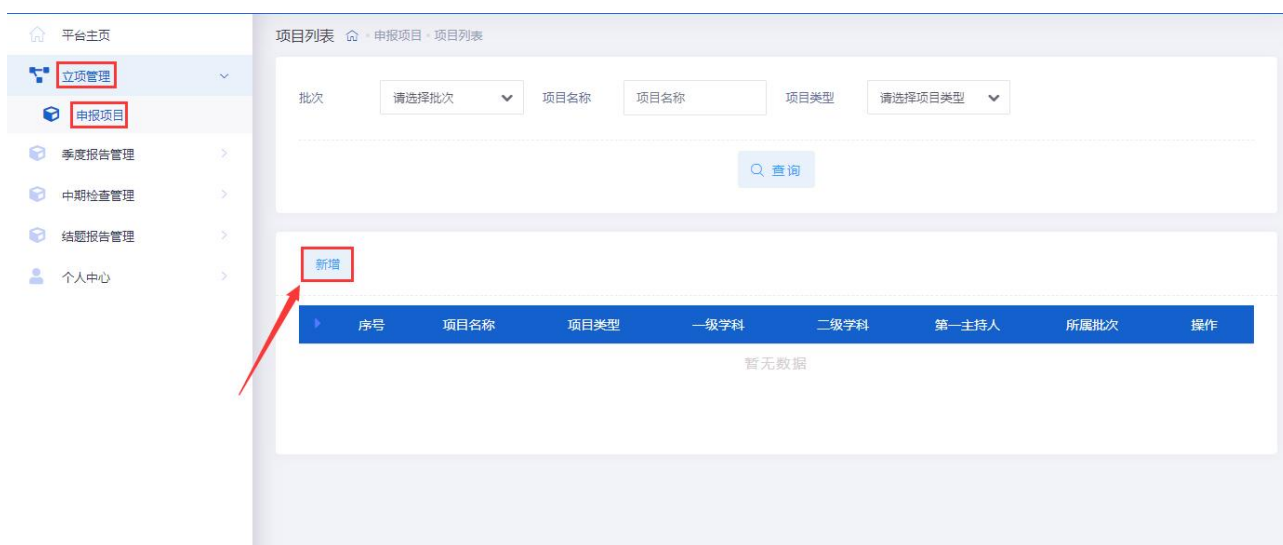 平台主页
立项管理
申报项目
季度报告管理
中期检查管理
结题报告管理
个人中心
项目列表 申报项目 项目列表
批次 请选择批次 项目名称 项目名称 项目类型 请选择项目类型
查询
新增
序号 项目名称 项目类型 一级学科 二级学科 第一主持人 所属批次 操作
暂无数据